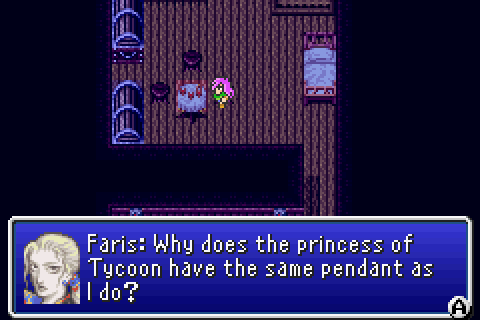 Faris: Why does the princess of
Tycoon have the same pendant as
I do?
A